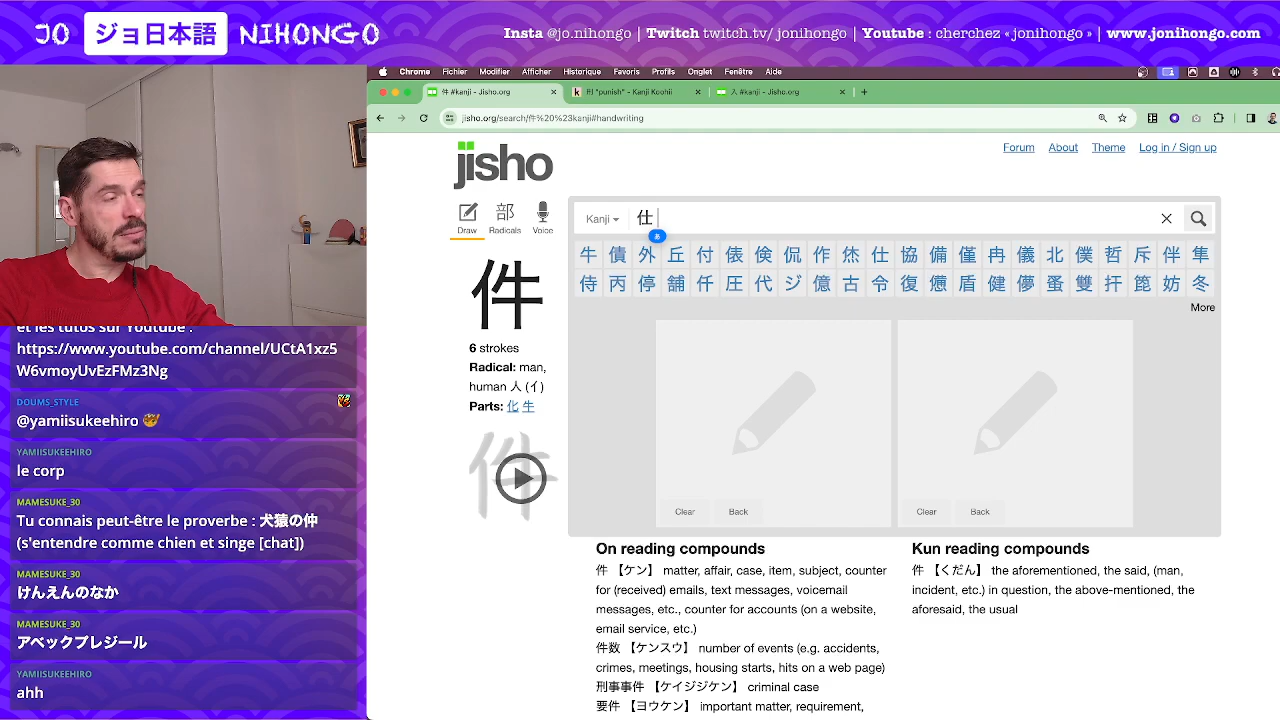 JO ジョ日本語 NIHONGO
Insta @jo.nihongo | Twitch twitch.tv/ jonihongo | Youtube : cherchez « jonihongo » | www.jonihongo.com
Chrome Fichier Modifier Afficher Historique Favoris Profils Onglet Fenêtre Aide
件 #kanji - Jisho.org
"punish" - Kanji Koohii
人 #kanji - Jisho.org
jisho.org/search/件%20%23kanji#handwriting
jisho
Forum About Theme Log in / Sign up
Draw
部 Radicals
Voice
Kanji 仕
あ
牛 債 外 丘 付 俵 倹 侃 作 烋 仕 協 備 僅 冉 儀 北 僕 哲 斥 伴 隼
侍 丙 停 舗 仟 圧 代 ジ 億 古 令 復 儦 盾 健 儚 蚤 雙 扞 箆 妨 冬
More
件
6 strokes
Radical: man,
human 人 (亻)
Parts: 化 牛
件
Clear Back
Clear Back
On reading compounds
件 【ケン】 matter, affair, case, item, subject, counter
for (received) emails, text messages, voicemail
messages, etc., counter for accounts (on a website,
email service, etc.)
件数 【ケンスウ】 number of events (e.g. accidents,
crimes, meetings, housing starts, hits on a web page)
刑事事件 【ケイジジケン】 criminal case
要件 【ヨウケン】 important matter, requirement,
Kun reading compounds
件 【くだん】 the aforementioned, the said, (man,
incident, etc.) in question, the above-mentioned, the
aforesaid, the usual
et les tutos sur Youtube :
https://www.youtube.com/channel/UCtA1xz5
W6vmoyUvEzFMz3Ng
DOUMS_STYLE
@yamiisukeehiro
YAMIISUKEEHIRO
le corp
MAMESUKE_30
Tu connais peut-être le proverbe : 犬猿の仲
(s'entendre comme chien et singe [chat])
MAMESUKE_30
けんえんのなか
MAMESUKE_30
アベックプレジール
YAMIISUKEEHIRO
ahh